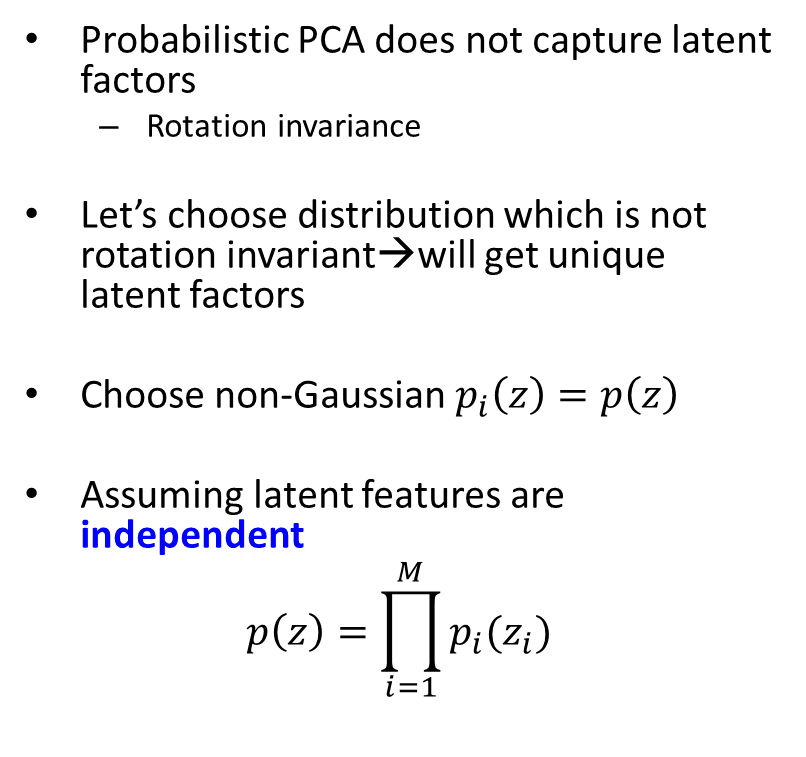 • Probabilistic PCA does not capture latent
factors
– Rotation invariance
• Let's choose distribution which is not
rotation invariant→will get unique
latent factors
• Choose non-Gaussian 𝑝ᵢ(𝑧) = 𝑝(𝑧)
• Assuming latent features are
independent
𝑝(𝑧) = ∏_{𝑖=1}^{𝑀} 𝑝ᵢ(𝑧ᵢ)